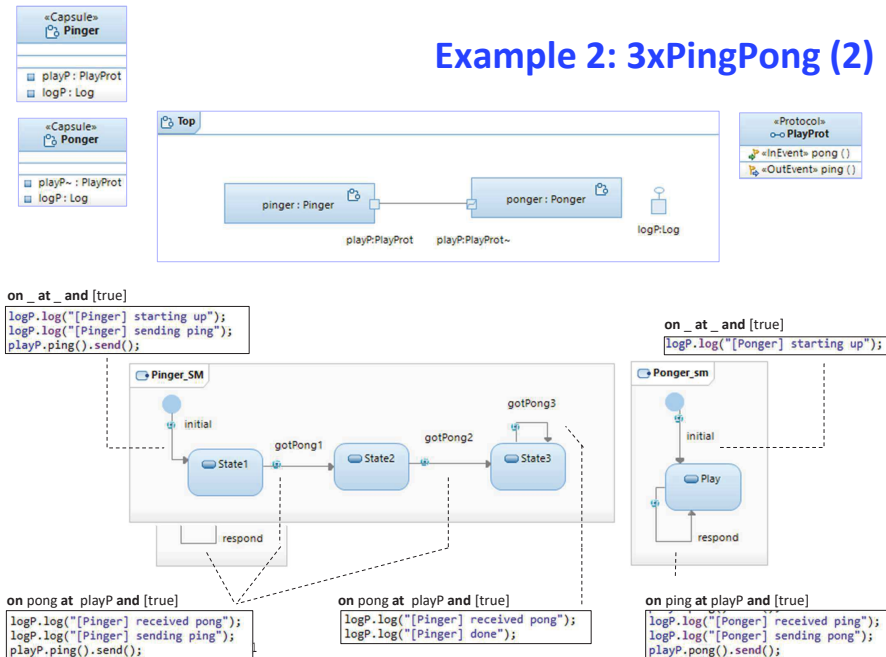 Example 2: 3xPingPong (2)
«Capsule»
Pinger
playP : PlayProt
logP : Log
«Capsule»
Ponger
playP~ : PlayProt
logP : Log
Top
pinger : Pinger
ponger : Ponger
playP:PlayProt
playP:PlayProt~
logP:Log
«Protocol»
PlayProt
«InEvent» pong ( )
«OutEvent» ping ( )
on _ at _ and [true]
logP.log("[Pinger] starting up");
logP.log("[Pinger] sending ping");
playP.ping().send();
on _ at _ and [true]
logP.log("[Ponger] starting up");
Pinger_SM
initial
State1
gotPong1
State2
gotPong2
gotPong3
State3
respond
Ponger_sm
initial
Play
respond
on pong at playP and [true]
logP.log("[Pinger] received pong");
logP.log("[Pinger] sending ping");
playP.ping().send();
on pong at playP and [true]
logP.log("[Pinger] received pong");
logP.log("[Pinger] done");
on ping at playP and [true]
logP.log("[Ponger] received ping");
logP.log("[Ponger] sending pong");
playP.pong().send();